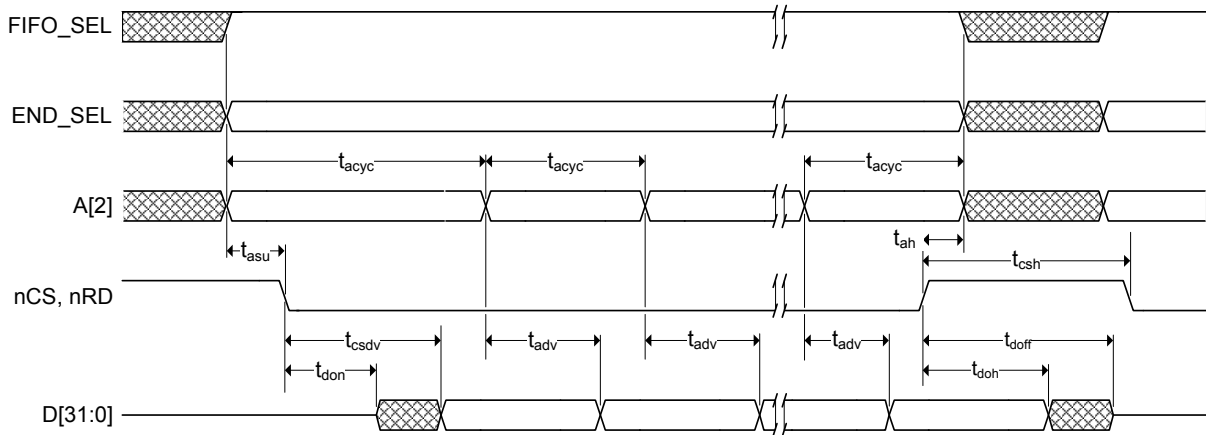 FIFO_SEL
END_SEL
tacyc tacyc tacyc
A[2]
tasu tah
tcsh
nCS, nRD
tcsdv tadv tadv tadv tdoff
tdon tdoh
D[31:0]